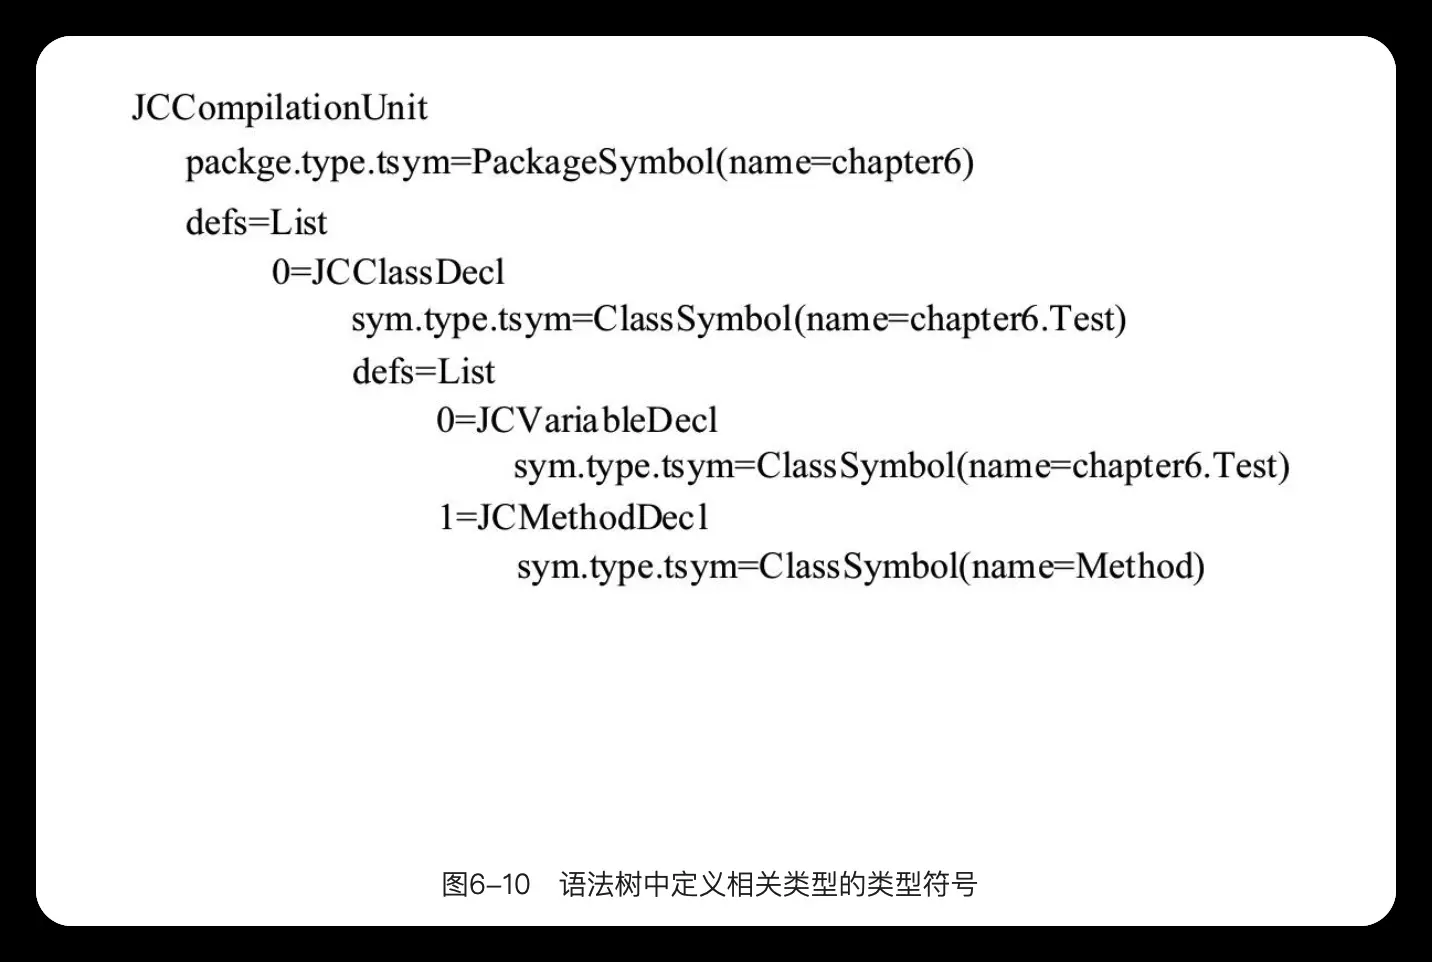 JCCompilationUnit
packge.type.tsym=PackageSymbol(name=chapter6)
defs=List
0=JCClassDecl
sym.type.tsym=ClassSymbol(name=chapter6.Test)
defs=List
0=JCVariableDecl
sym.type.tsym=ClassSymbol(name=chapter6.Test)
1=JCMethodDecl
sym.type.tsym=ClassSymbol(name=Method)
图6–10 语法树中定义相关类型的类型符号